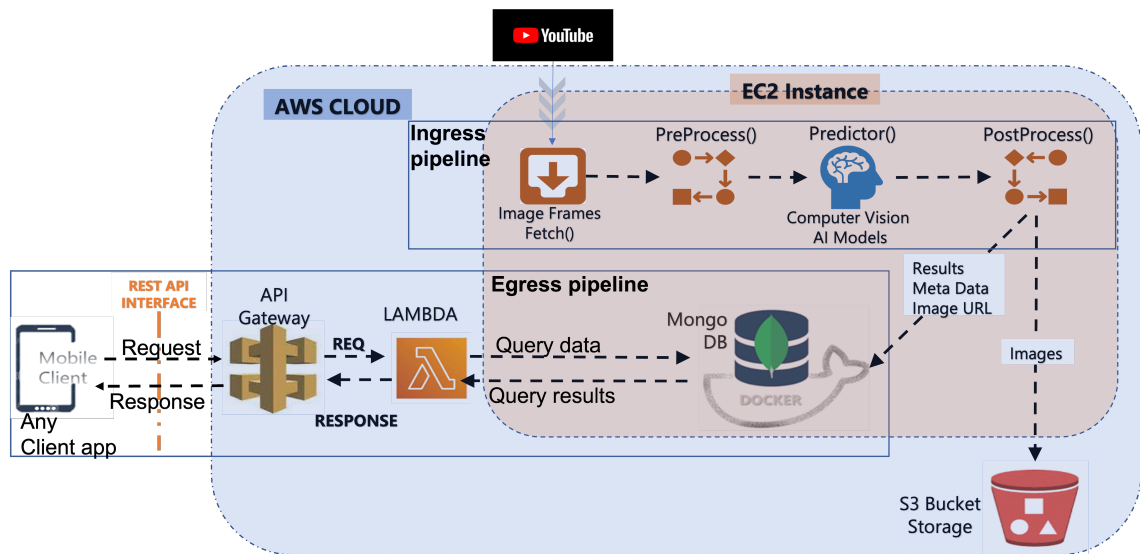 YouTube
AWS CLOUD
EC2 Instance
Ingress
pipeline
PreProcess()
Predictor()
PostProcess()
Image Frames
Fetch()
Computer Vision
AI Models
Egress pipeline
Results
Meta Data
Image URL
REST API
INTERFACE
API
Gateway
LAMBDA
Mongo
DB
Mobile
Client
Request
REQ
Query data
Images
Response
RESPONSE
Query results
DOCKER
Any
Client app
S3 Bucket
Storage